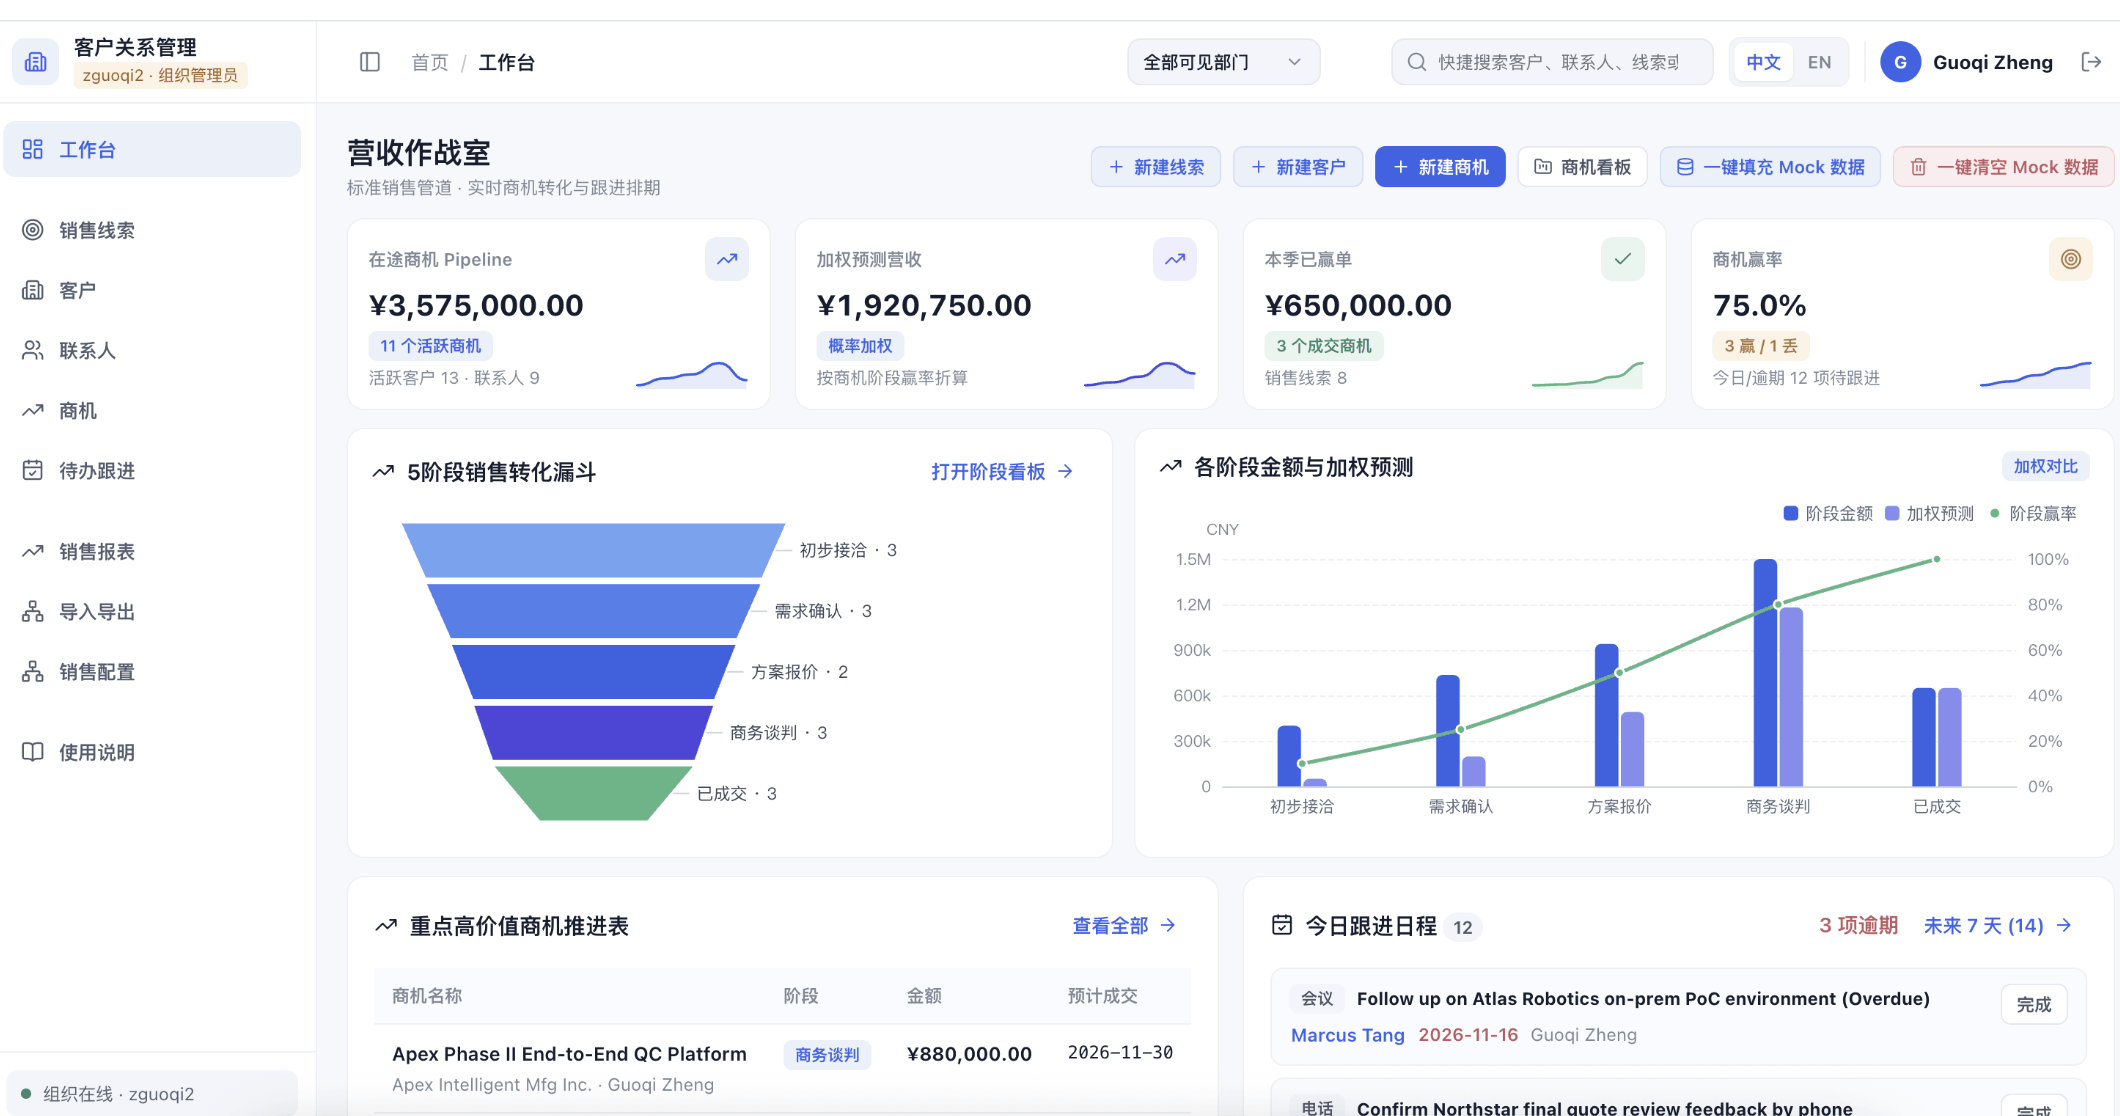 客户关系管理
zguoqi2 · 组织管理员
首页 / 工作台
全部可见部门
快捷搜索客户、联系人、线索或
中文 EN
G Guoqi Zheng
工作台
销售线索
客户
联系人
商机
待办跟进
销售报表
导入导出
销售配置
使用说明
组织在线 · zguoqi2
营收作战室
标准销售管道 · 实时商机转化与跟进排期
+ 新建线索
+ 新建客户
+ 新建商机
商机看板
一键填充 Mock 数据
一键清空 Mock 数据
在途商机 Pipeline
¥3,575,000.00
11 个活跃商机
活跃客户 13 · 联系人 9
加权预测营收
¥1,920,750.00
概率加权
按商机阶段赢率折算
本季已赢单
¥650,000.00
3 个成交商机
销售线索 8
商机赢率
75.0%
3 赢 / 1 丢
今日/逾期 12 项待跟进
5阶段销售转化漏斗
打开阶段看板 →
初步接洽 · 3
需求确认 · 3
方案报价 · 2
商务谈判 · 3
已成交 · 3
各阶段金额与加权预测
加权对比
阶段金额 加权预测 阶段赢率
CNY
1.5M 100%
1.2M 80%
900k 60%
600k 40%
300k 20%
0 0%
初步接洽 需求确认 方案报价 商务谈判 已成交
重点高价值商机推进表
查看全部 →
商机名称 阶段 金额 预计成交
Apex Phase II End-to-End QC Platform 商务谈判 ¥880,000.00 2026-11-30
Apex Intelligent Mfg Inc. · Guoqi Zheng
今日跟进日程 12
3 项逾期 未来 7 天 (14) →
会议 Follow up on Atlas Robotics on-prem PoC environment (Overdue)
完成
Marcus Tang 2026-11-16 Guoqi Zheng
电话 Confirm Northstar final quote review feedback by phone
完成